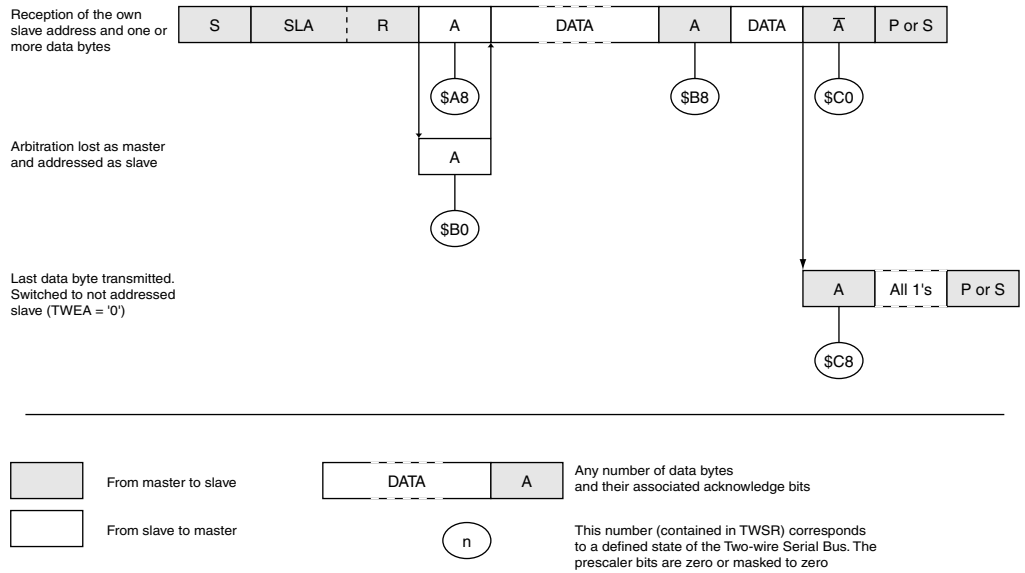 Reception of the own
slave address and one or
more data bytes
S SLA R A DATA A DATA A̅ P or S
$A8 $B8 $C0
Arbitration lost as master
and addressed as slave
A
$B0
Last data byte transmitted.
Switched to not addressed
slave (TWEA = '0')
A All 1's P or S
$C8
From master to slave
DATA A
Any number of data bytes
and their associated acknowledge bits
From slave to master
n
This number (contained in TWSR) corresponds
to a defined state of the Two-wire Serial Bus. The
prescaler bits are zero or masked to zero